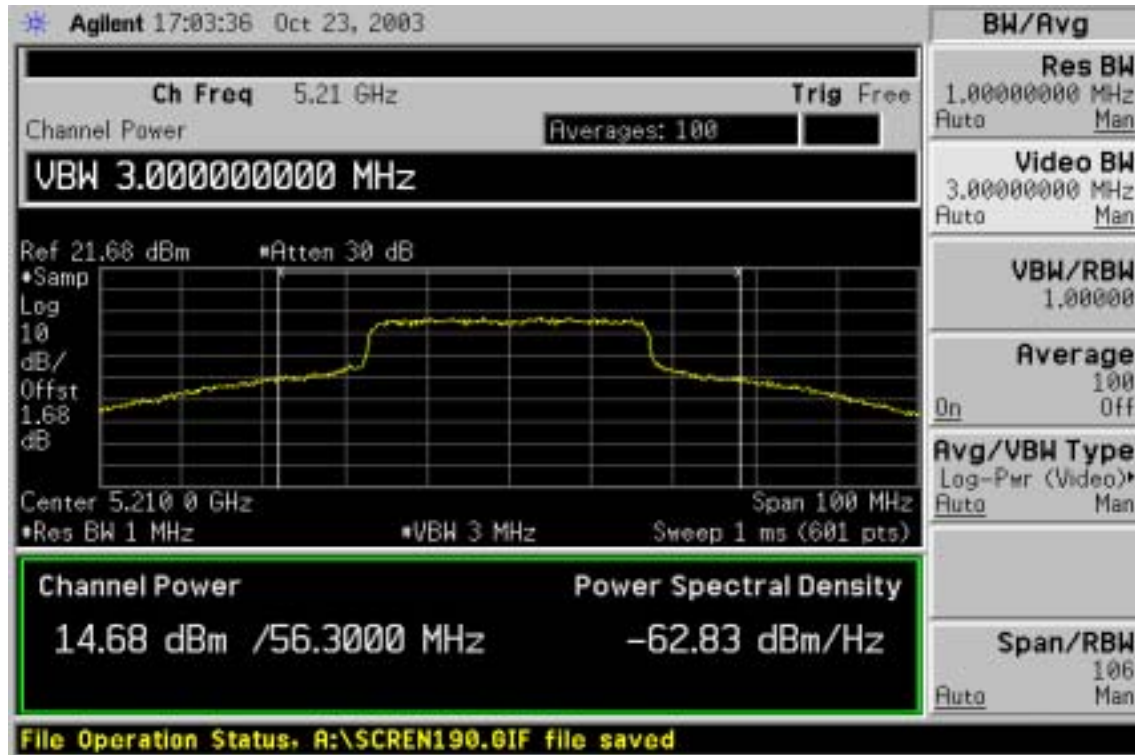 Agilent 17:03:36 Oct 23, 2003
Ch Freq 5.21 GHz Trig Free
Channel Power Averages: 100
VBW 3.000000000 MHz
Ref 21.68 dBm *Atten 30 dB
*Samp
Log
10
dB/
Offst
1.68
dB
Center 5.210 0 GHz Span 100 MHz
*Res BW 1 MHz *VBW 3 MHz Sweep 1 ms (601 pts)
Channel Power Power Spectral Density
14.68 dBm /56.3000 MHz -62.83 dBm/Hz
File Operation Status, A:\SCREN190.GIF file saved
BW/Avg
Res BW
1.00000000 MHz
Auto Man
Video BW
3.00000000 MHz
Auto Man
VBW/RBW
1.00000
Average
100
On Off
Avg/VBW Type
Log-Pwr (Video)
Auto Man
Span/RBW
106
Auto Man